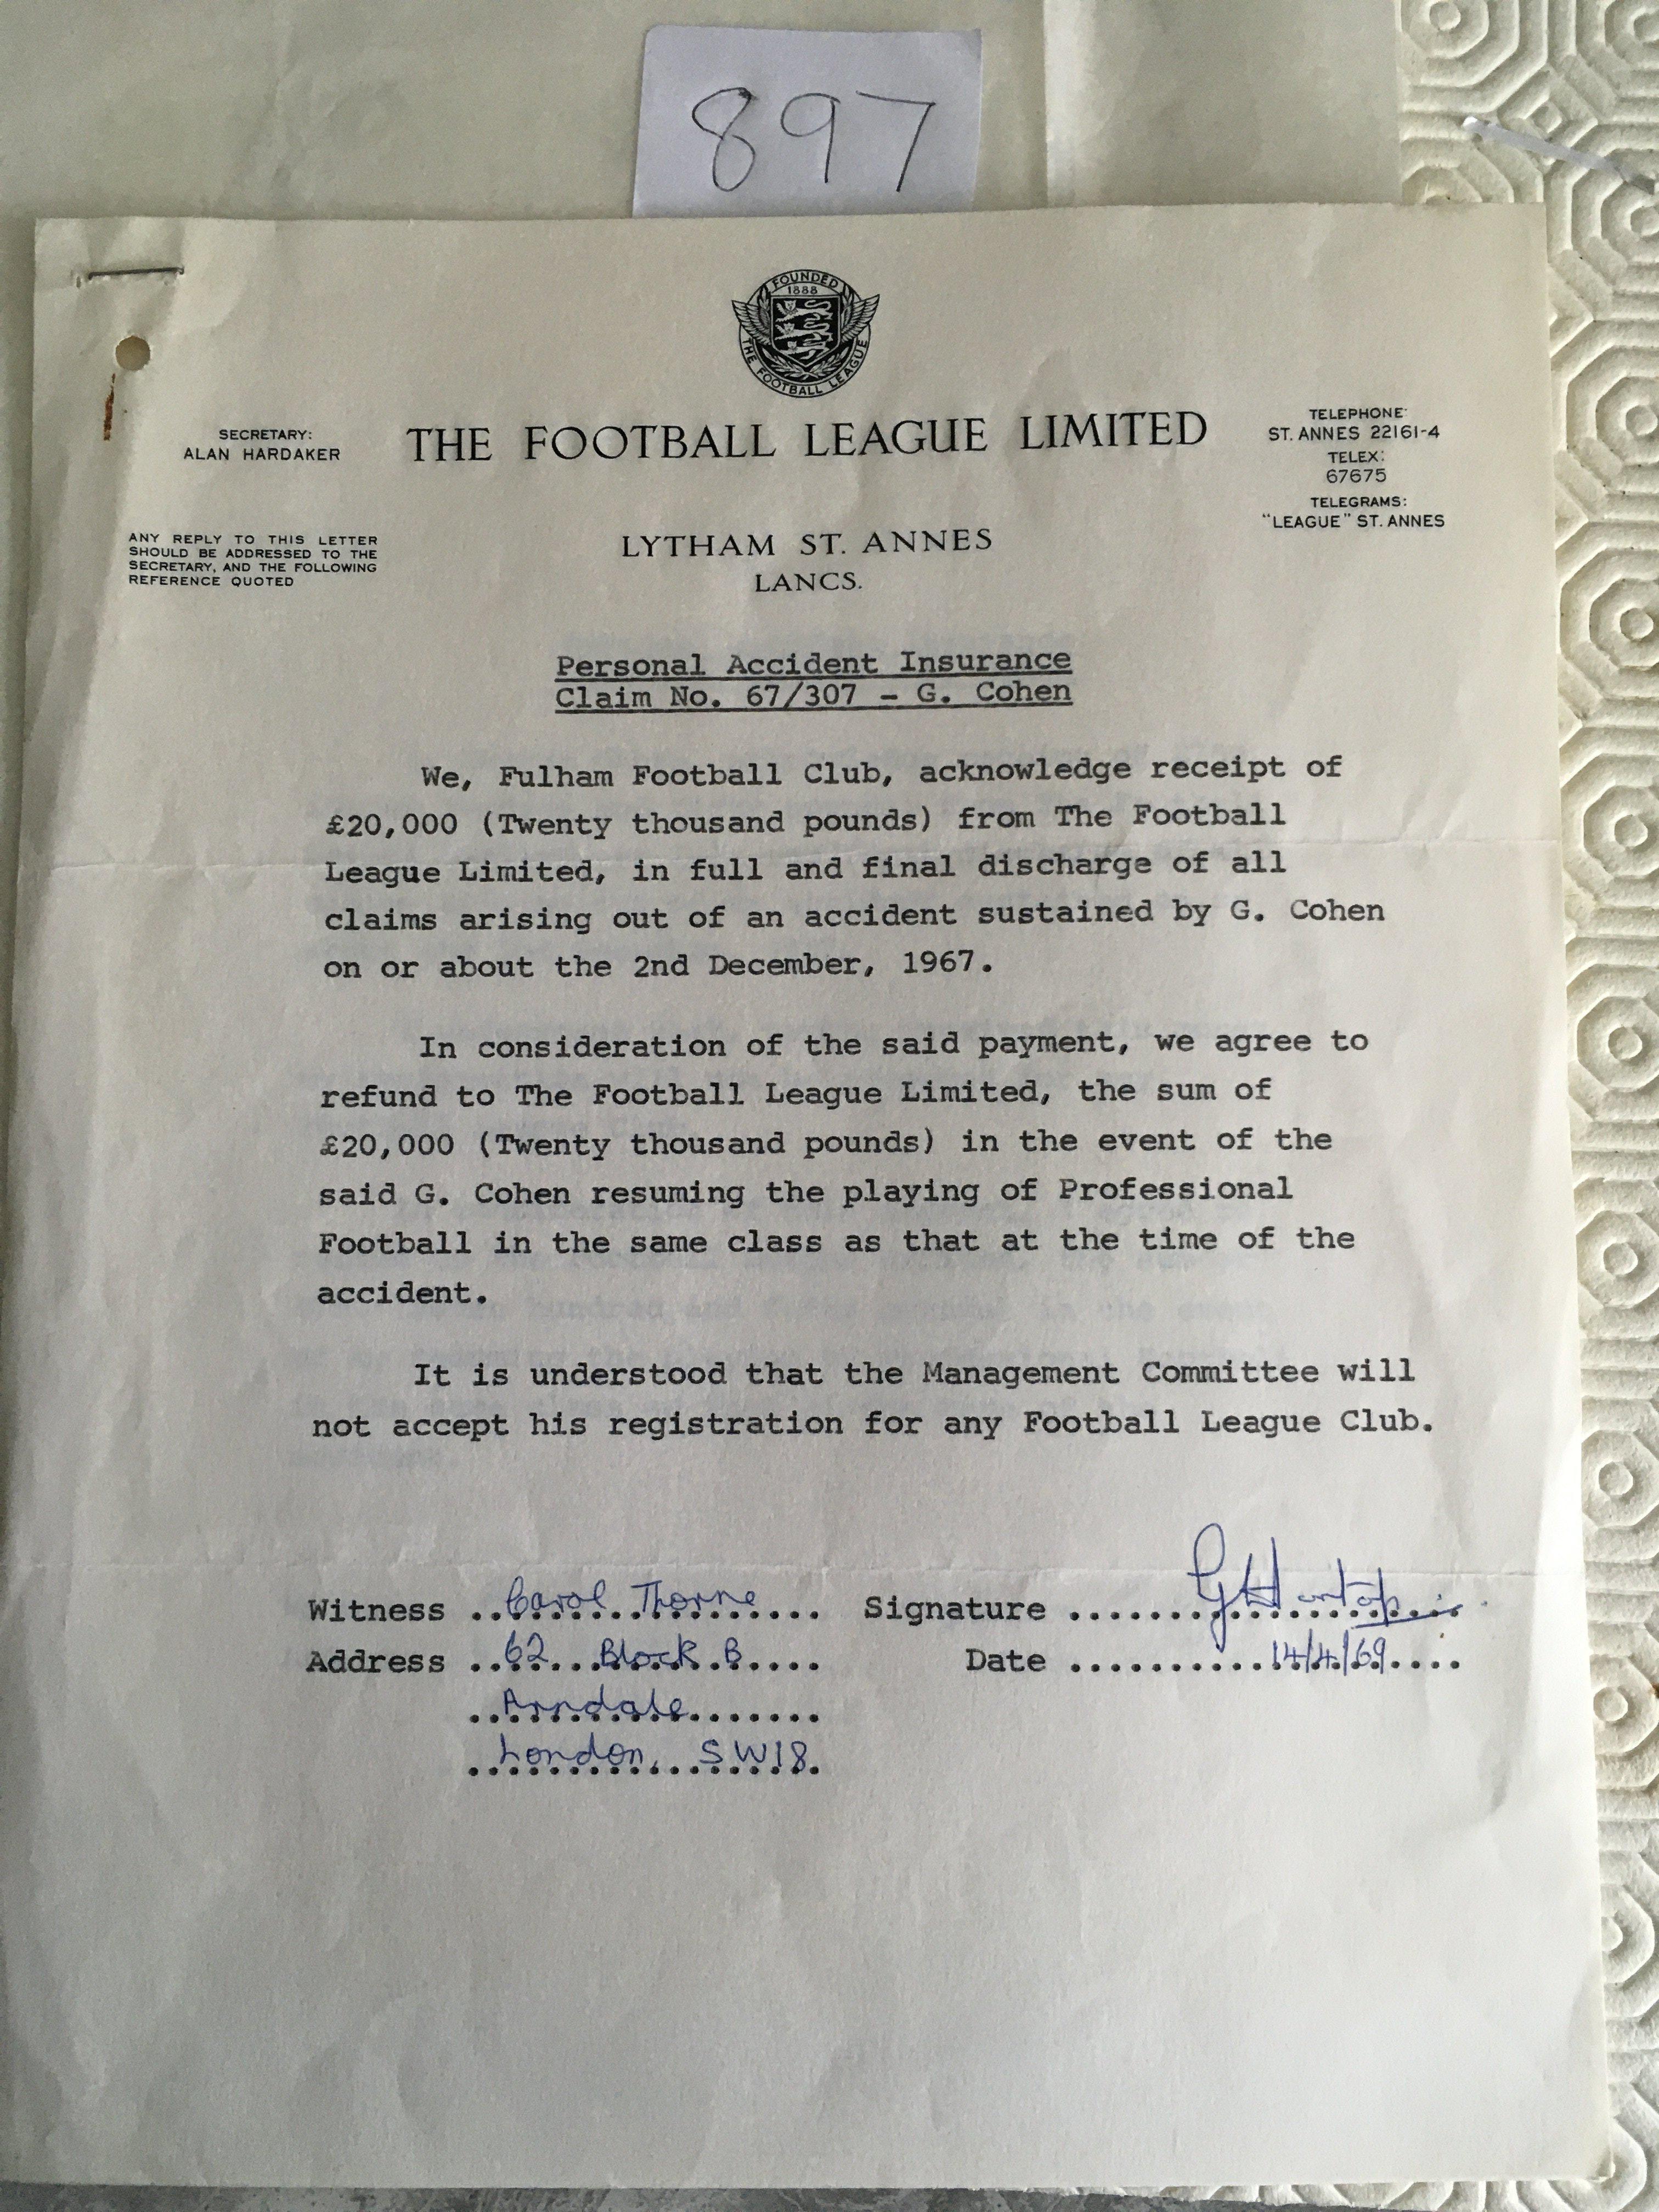 897
FOUNDED
1888
THE FOOTBALL LEAGUE
SECRETARY:
ALAN HARDAKER
THE FOOTBALL LEAGUE LIMITED
TELEPHONE:
ST. ANNES 22161-4
TELEX:
67675
TELEGRAMS:
"LEAGUE" ST. ANNES
ANY REPLY TO THIS LETTER
SHOULD BE ADDRESSED TO THE
SECRETARY, AND THE FOLLOWING
REFERENCE QUOTED
LYTHAM ST. ANNES
LANCS.
Personal Accident Insurance
Claim No. 67/307 - G. Cohen
We, Fulham Football Club, acknowledge receipt of
£20,000 (Twenty thousand pounds) from The Football
League Limited, in full and final discharge of all
claims arising out of an accident sustained by G. Cohen
on or about the 2nd December, 1967.
In consideration of the said payment, we agree to
refund to The Football League Limited, the sum of
£20,000 (Twenty thousand pounds) in the event of the
said G. Cohen resuming the playing of Professional
Football in the same class as that at the time of the
accident.
It is understood that the Management Committee will
not accept his registration for any Football League Club.
Witness Carol Thorne Signature
Address 62 Block B Date 14/4/69
Arndale
London, SW18.